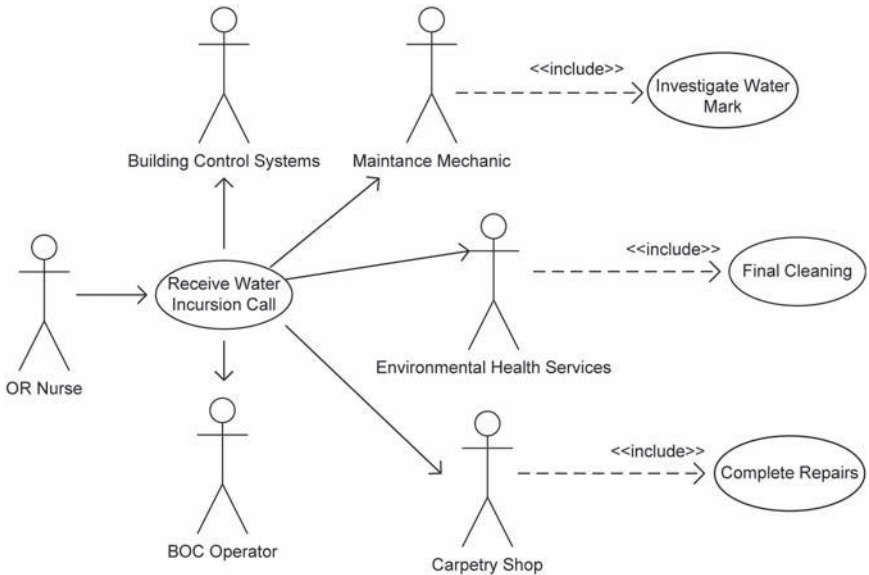 <<include>>
Investigate Water
Mark
Building Control Systems
Maintance Mechanic
<<include>>
Receive Water
Incursion Call
Final Cleaning
Environmental Health Services
OR Nurse
<<include>>
Complete Repairs
BOC Operator
Carpetry Shop